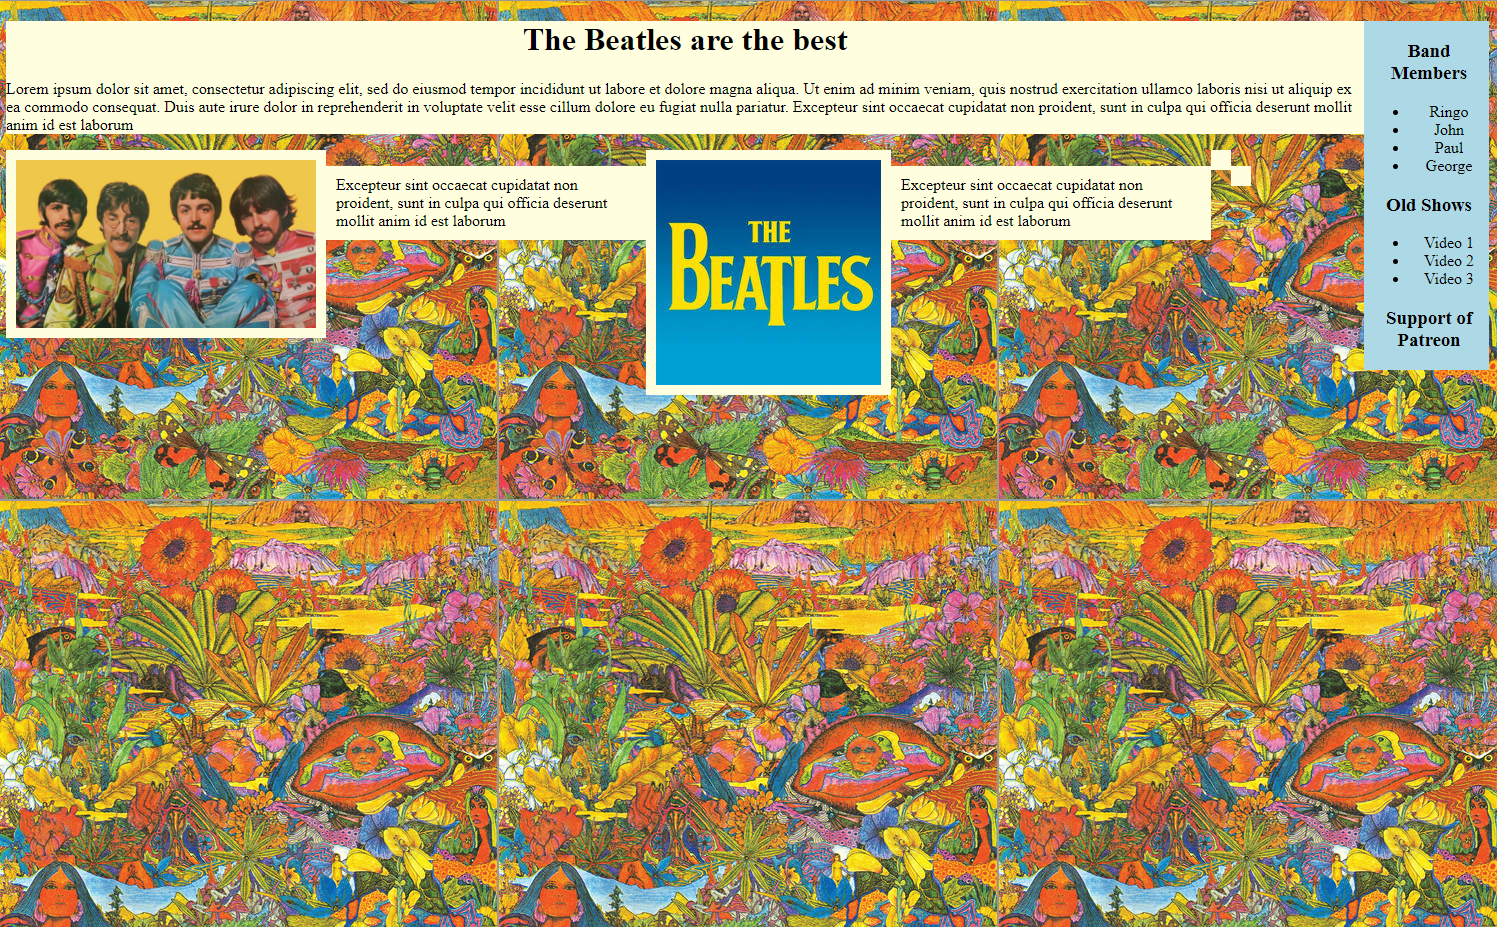 The Beatles are the best
Lorem ipsum dolor sit amet, consectetur adipiscing elit, sed do eiusmod tempor incididunt ut labore et dolore magna aliqua. Ut enim ad minim veniam, quis nostrud exercitation ullamco laboris nisi ut aliquip ex
ea commodo consequat. Duis aute irure dolor in reprehenderit in voluptate velit esse cillum dolore eu fugiat nulla pariatur. Excepteur sint occaecat cupidatat non proident, sunt in culpa qui officia deserunt mollit
anim id est laborum
Excepteur sint occaecat cupidatat non
proident, sunt in culpa qui officia deserunt
mollit anim id est laborum
THE
BEATLES
Excepteur sint occaecat cupidatat non
proident, sunt in culpa qui officia deserunt
mollit anim id est laborum
Band
Members
• Ringo
• John
• Paul
• George
Old Shows
• Video 1
• Video 2
• Video 3
Support of
Patreon